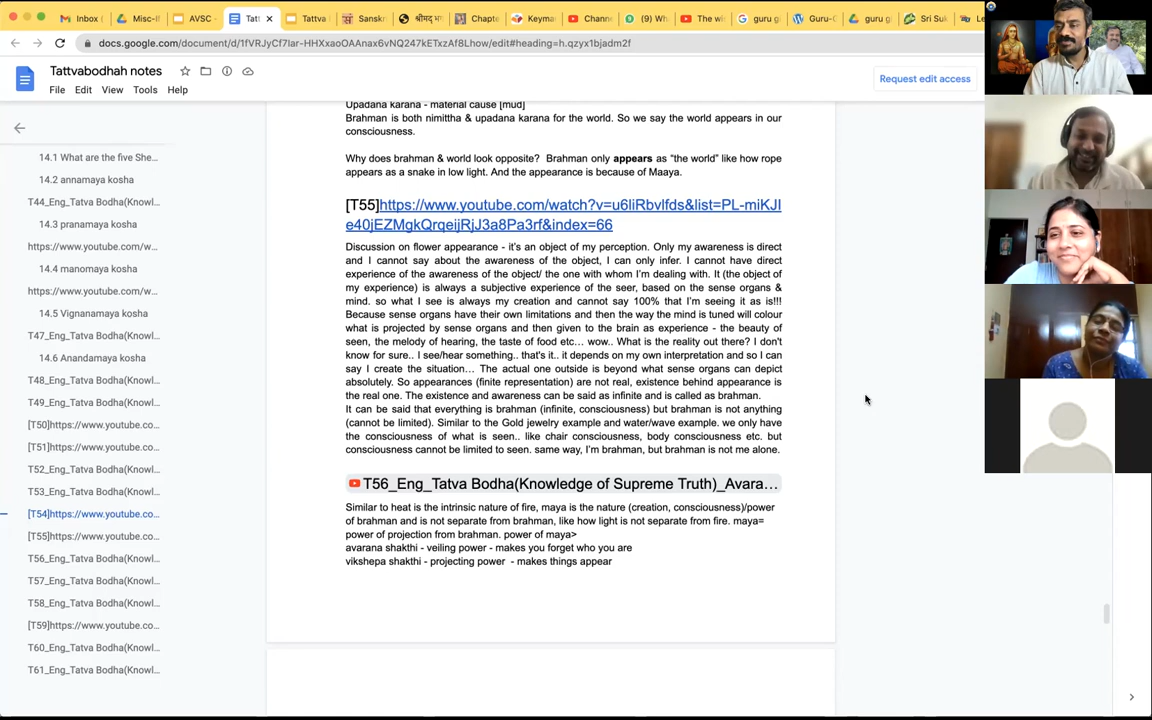 Inbox (
Misc-I
AVSC -
Tatt
Tattva
Sanskr
श्रीमद् भग
Chapte
Keyma
Chann
(9) Wh
The wi
guru g
Guru-C
guru gi
Sri Suk
Le
docs.google.com/document/d/1fVRJyCf7Iar-HHXxaoOAAnax6vNQ247kETxzAf8Lhow/edit#heading=h.qzyx1bjadm2f
Tattvabodhah notes
File Edit View Tools Help
Request edit access
14.1 What are the five She...
14.2 annamaya kosha
T44_Eng_Tatva Bodha(Knowl...
14.3 pranamaya kosha
https://www.youtube.com/w...
14.4 manomaya kosha
https://www.youtube.com/w...
14.5 Vignanamaya kosha
T47_Eng_Tatva Bodha(Knowl...
14.6 Anandamaya kosha
T48_Eng_Tatva Bodha(Knowl...
T49_Eng_Tatva Bodha(Knowl...
[T50]https://www.youtube.co...
[T51]https://www.youtube.co...
T52_Eng_Tatva Bodha(Knowl...
T53_Eng_Tatva Bodha(Knowl...
[T54]https://www.youtube.co...
[T55]https://www.youtube.co...
T56_Eng_Tatva Bodha(Knowl...
T57_Eng_Tatva Bodha(Knowl...
T58_Eng_Tatva Bodha(Knowl...
[T59]https://www.youtube.co...
T60_Eng_Tatva Bodha(Knowl...
T61_Eng_Tatva Bodha(Knowl...
Upadana karana - material cause [mud]
Brahman is both nimittha & upadana karana for the world. So we say the world appears in our
consciousness.
Why does brahman & world look opposite? Brahman only appears as “the world” like how rope
appears as a snake in low light. And the appearance is because of Maaya.
[T55]https://www.youtube.com/watch?v=u6liRbvlfds&list=PL-miKJI
e40jEZMgkQrqeijRjJ3a8Pa3rf&index=66
Discussion on flower appearance - it's an object of my perception. Only my awareness is direct
and I cannot say about the awareness of the object, I can only infer. I cannot have direct
experience of the awareness of the object/ the one with whom I'm dealing with. It (the object of
my experience) is always a subjective experience of the seer, based on the sense organs &
mind. so what I see is always my creation and cannot say 100% that I'm seeing it as is!!!
Because sense organs have their own limitations and then the way the mind is tuned will colour
what is projected by sense organs and then given to the brain as experience - the beauty of
seen, the melody of hearing, the taste of food etc… wow.. What is the reality out there? I don't
know for sure.. I see/hear something.. that's it.. it depends on my own interpretation and so I can
say I create the situation… The actual one outside is beyond what sense organs can depict
absolutely. So appearances (finite representation) are not real, existence behind appearance is
the real one. The existence and awareness can be said as infinite and is called as brahman.
It can be said that everything is brahman (infinite, consciousness) but brahman is not anything
(cannot be limited). Similar to the Gold jewelry example and water/wave example. we only have
the consciousness of what is seen.. like chair consciousness, body consciousness etc. but
consciousness cannot be limited to seen. same way, I'm brahman, but brahman is not me alone.
T56_Eng_Tatva Bodha(Knowledge of Supreme Truth)_Avara…
Similar to heat is the intrinsic nature of fire, maya is the nature (creation, consciousness)/power
of brahman and is not separate from brahman, like how light is not separate from fire. maya=
power of projection from brahman. power of maya>
avarana shakthi - veiling power - makes you forget who you are
vikshepa shakthi - projecting power - makes things appear